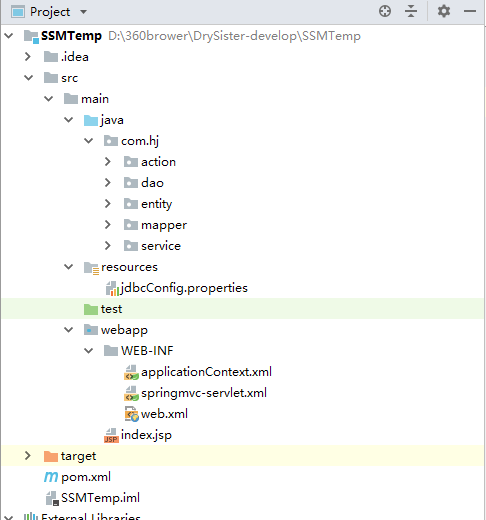 Project
SSMTemp D:\360brower\DrySister-develop\SSMTemp
.idea
src
main
java
com.hj
action
dao
entity
mapper
service
resources
jdbcConfig.properties
test
webapp
WEB-INF
applicationContext.xml
springmvc-servlet.xml
web.xml
JSP index.jsp
target
m pom.xml
SSMTemp.iml
External Libraries